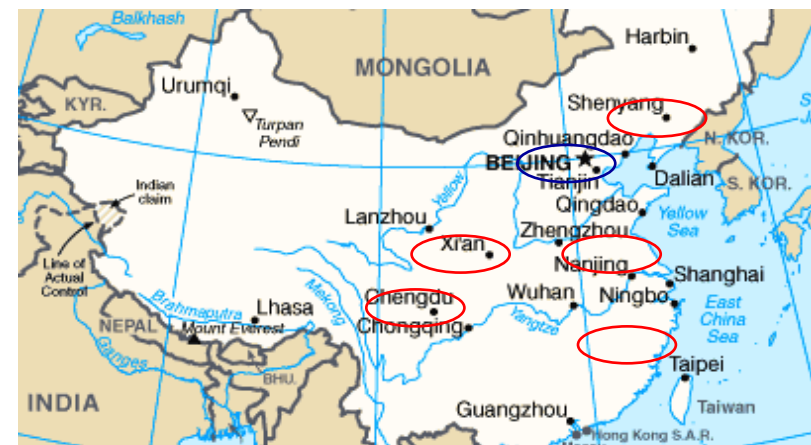 Balkhash
Harbin
MONGOLIA
Urumqi
KYR.
Shenyang
Turpan
Pendi
Qinhuangdao
N. KOR.
BEIJING
Tianjin
Dalian
S. KOR.
Indian
claim
Yellow
Qingdao
Lanzhou
Yellow
Sea
Zhengzhou
Xi'an
Line of
Actual
Control
Nanjing
Shanghai
Mekong
Chengdu
Wuhan
Ningbo
Brahmaputra
Lhasa
East
China
Sea
NEPAL
Mount Everest
Chongqing
Yangtze
Ganges
Taipei
BHU.
INDIA
Taiwan
Guangzhou
Hong Kong S.A.R.